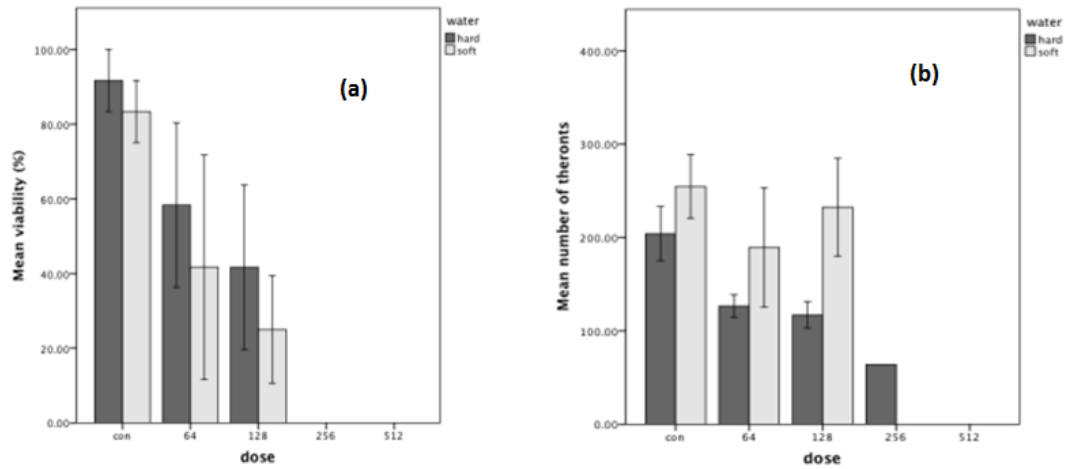 water
hard
soft
(a)
100.00
80.00
60.00
40.00
20.00
0.00
Mean viability (%)
con 64 128 256 512
dose
water
hard
soft
(b)
400.00
300.00
200.00
100.00
0.00
Mean number of theronts
con 64 128 256 512
dose